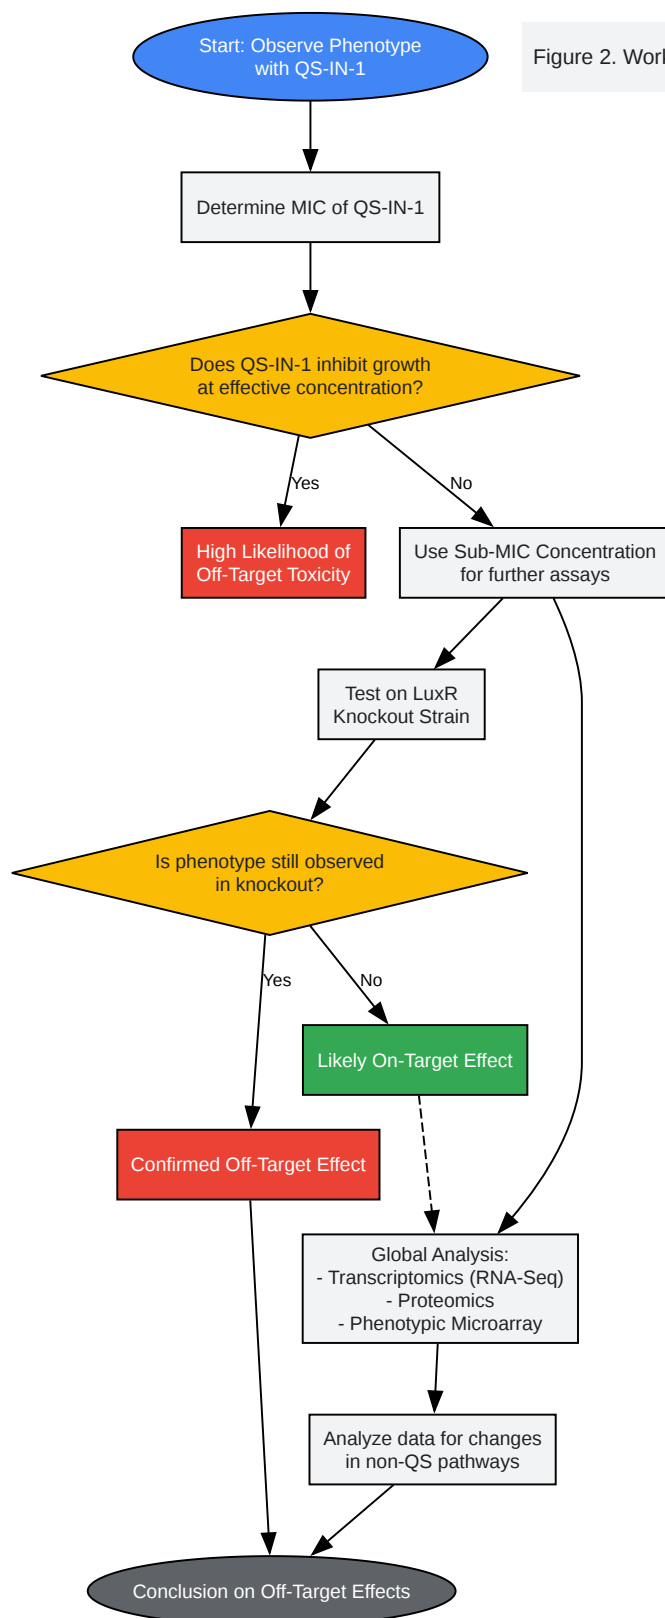 Start: Observe Phenotype
with QS-IN-1
Figure 2. Work
Determine MIC of QS-IN-1
Does QS-IN-1 inhibit growth
at effective concentration?
Yes
No
High Likelihood of
Off-Target Toxicity
Use Sub-MIC Concentration
for further assays
Test on LuxR
Knockout Strain
Is phenotype still observed
in knockout?
Yes
No
Likely On-Target Effect
Confirmed Off-Target Effect
Global Analysis:
- Transcriptomics (RNA-Seq)
- Proteomics
- Phenotypic Microarray
Analyze data for changes
in non-QS pathways
Conclusion on Off-Target Effects